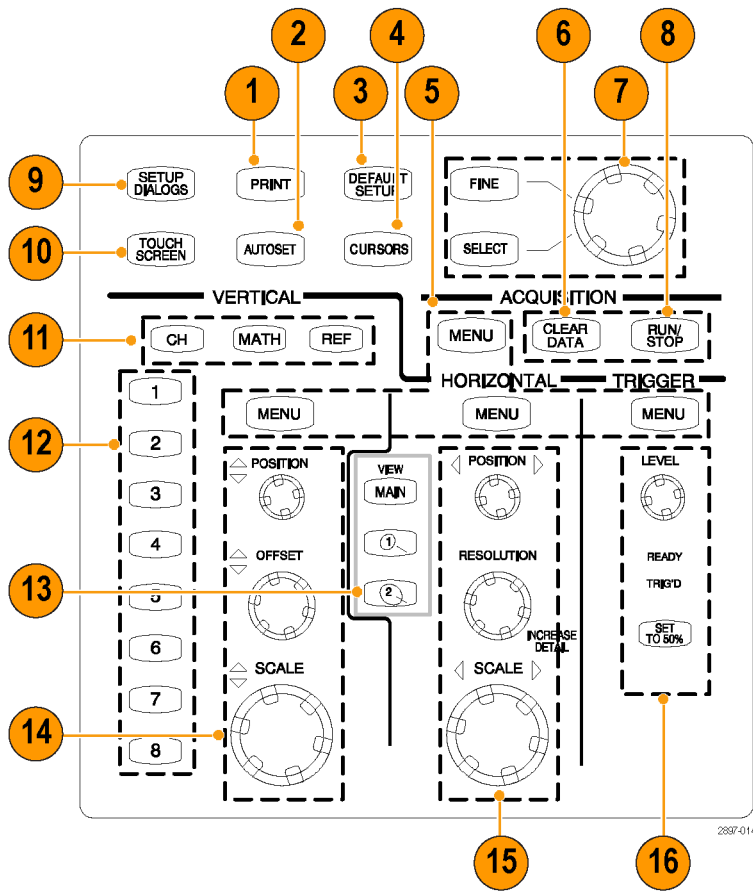 2
4
6
8
1
3
5
7
9
SETUP
DIALOGS
PRINT
DEFAULT
SETUP
FINE
10
TOUCH
SCREEN
AUTOSET
CURSORS
SELECT
VERTICAL
ACQUISITION
11
CH
MATH
REF
MENU
CLEAR
DATA
RUN/
STOP
HORIZONTAL
TRIGGER
1
MENU
MENU
MENU
12
2
POSITION
VIEW
MAIN
POSITION
LEVEL
3
4
OFFSET
1
RESOLUTION
READY
TRIG'D
13
5
2
INCREASE
DETAIL
SET
TO 50%
6
SCALE
SCALE
7
14
8
2897-014
15
16